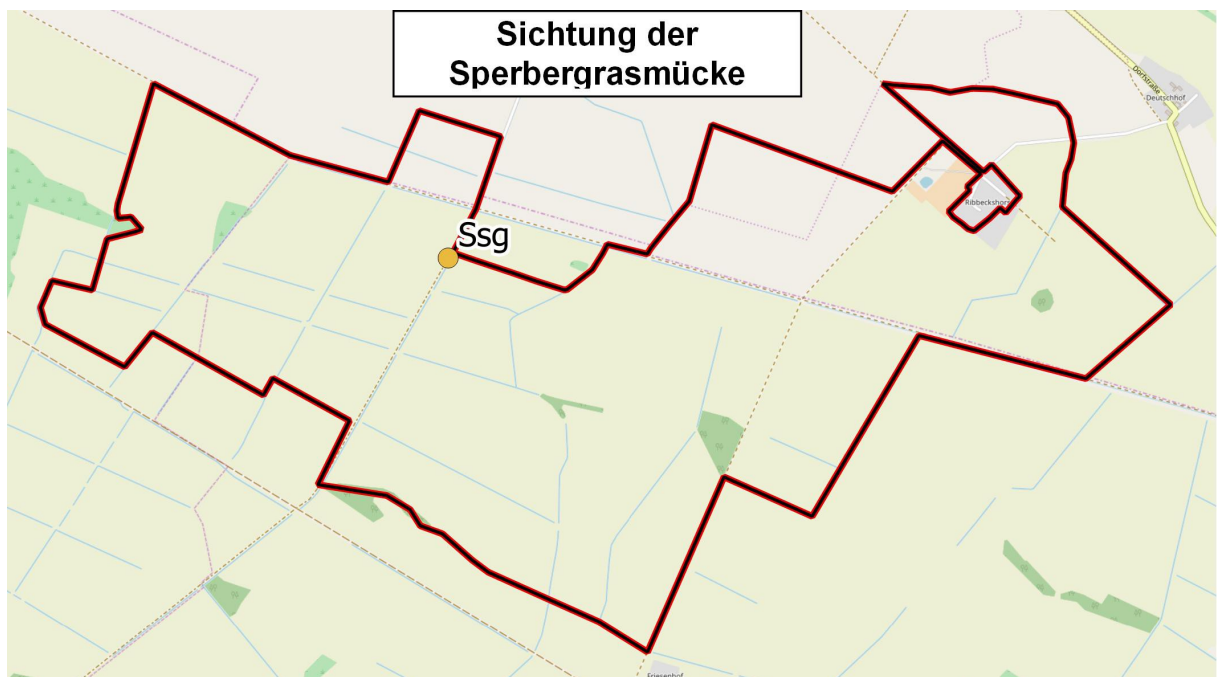 Sichtung der
Sperbergrasmücke
Dorfstraße
Deutschhof
Ribbeckshorst
Ssg
Friesenhof